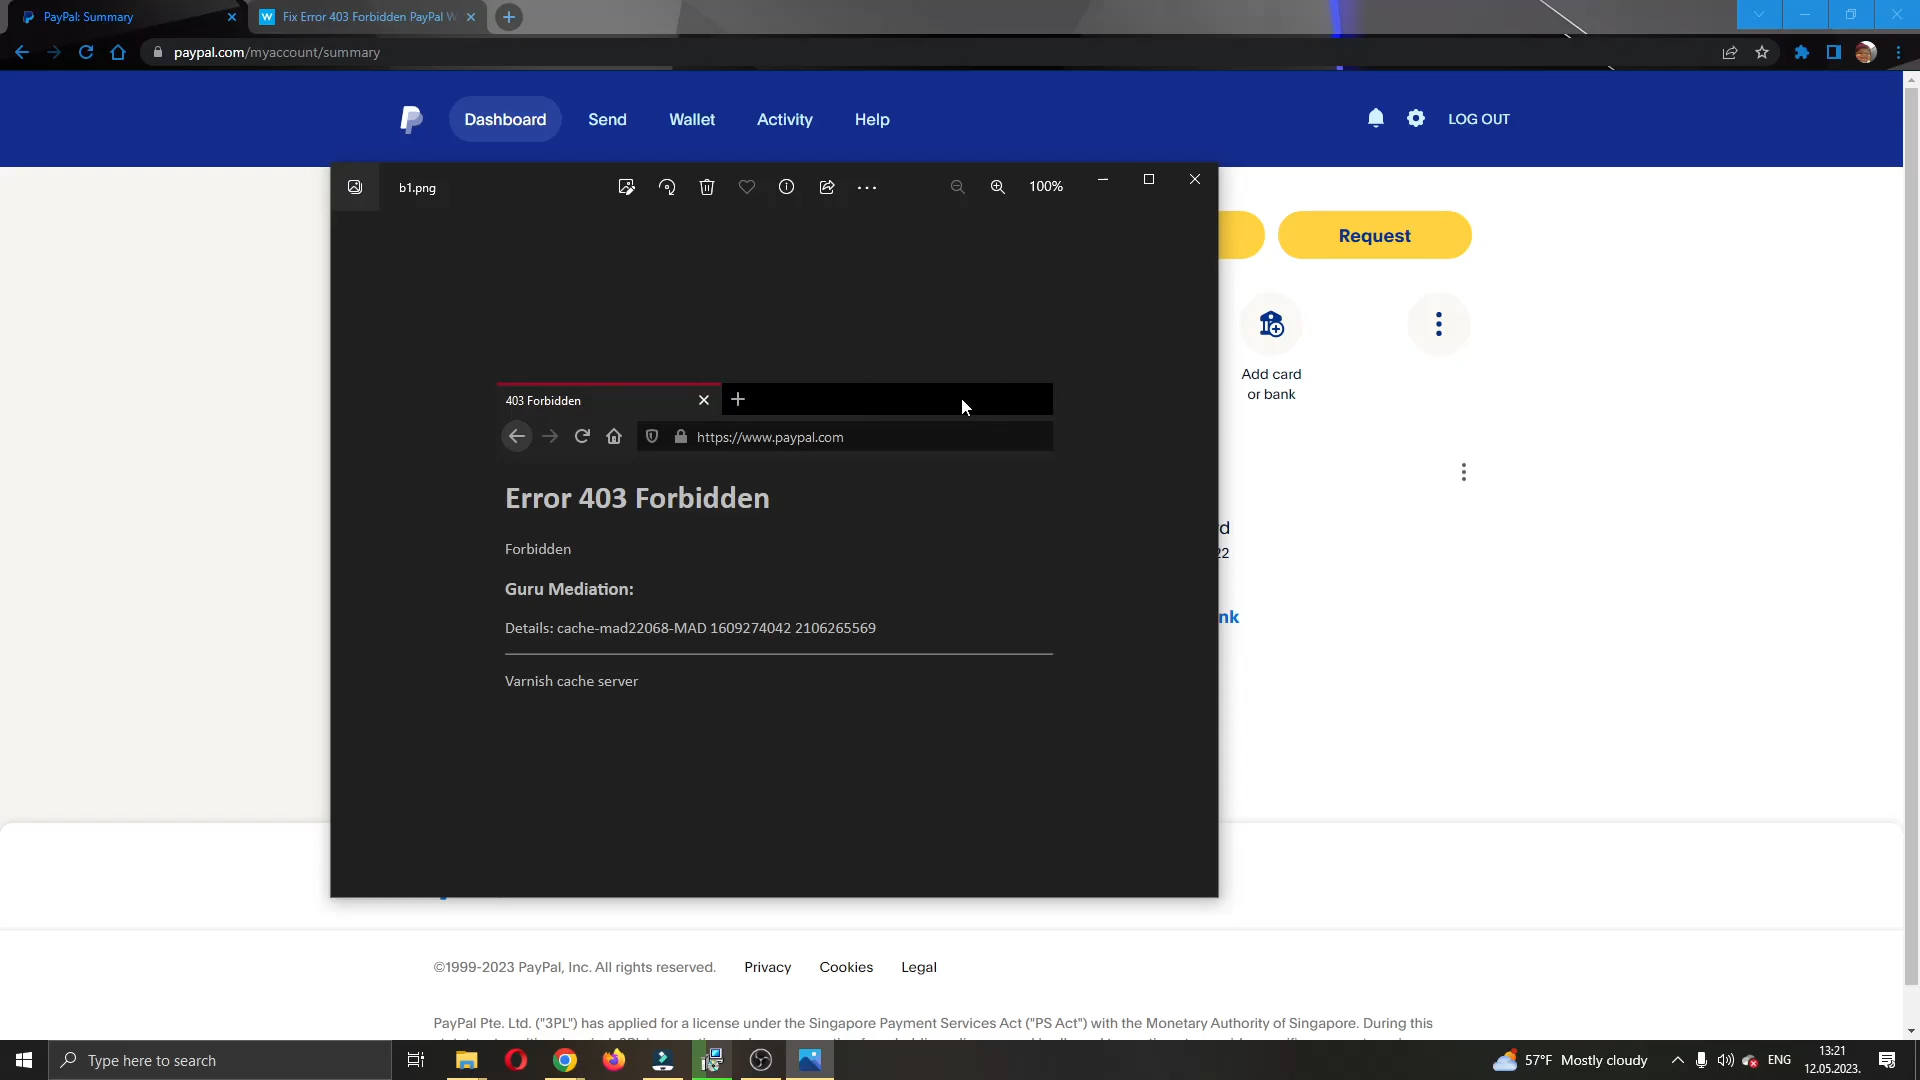 PayPal: Summary
Fix Error 403 Forbidden PayPal W
paypal.com/myaccount/summary
Dashboard
Send
Wallet
Activity
Help
LOG OUT
b1.png
100%
Request
Add card
or bank
403 Forbidden
https://www.paypal.com
Error 403 Forbidden
Forbidden
Guru Mediation:
Details: cache-mad22068-MAD 1609274042 2106265569
Varnish cache server
rd
22
nk
©1999-2023 PayPal, Inc. All rights reserved.
Privacy
Cookies
Legal
PayPal Pte. Ltd. ("3PL") has applied for a license under the Singapore Payment Services Act ("PS Act") with the Monetary Authority of Singapore. During this
Type here to search
57°F Mostly cloudy
ENG
13:21
12.05.2023.